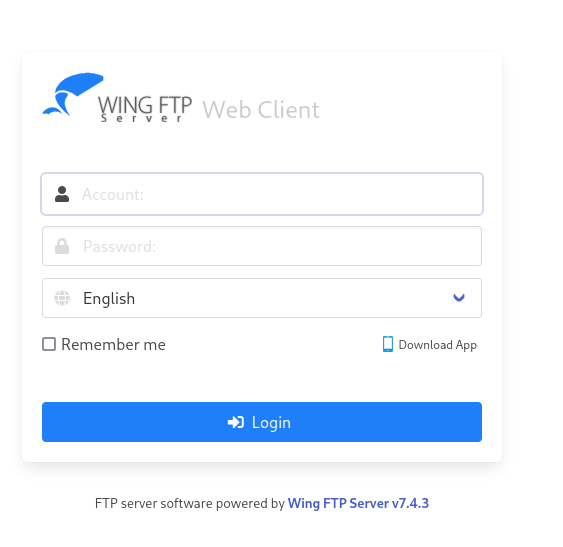 WING FTP
Server Web Client
Account:
Password:
English
Remember me
Download App
Login
FTP server software powered by Wing FTP Server v7.4.3